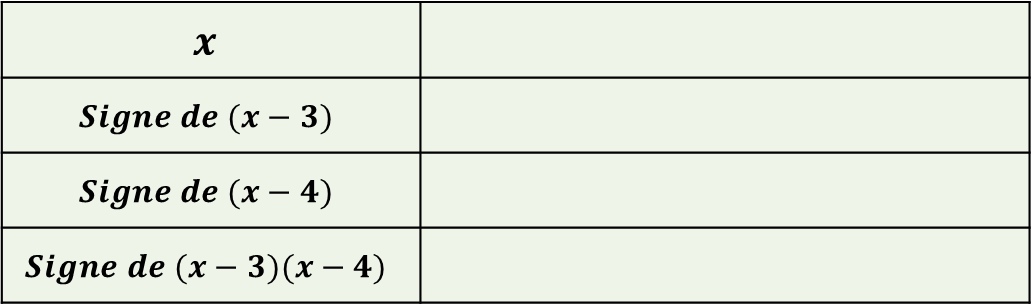 x
Signe de (x − 3)
Signe de (x − 4)
Signe de (x − 3)(x − 4)